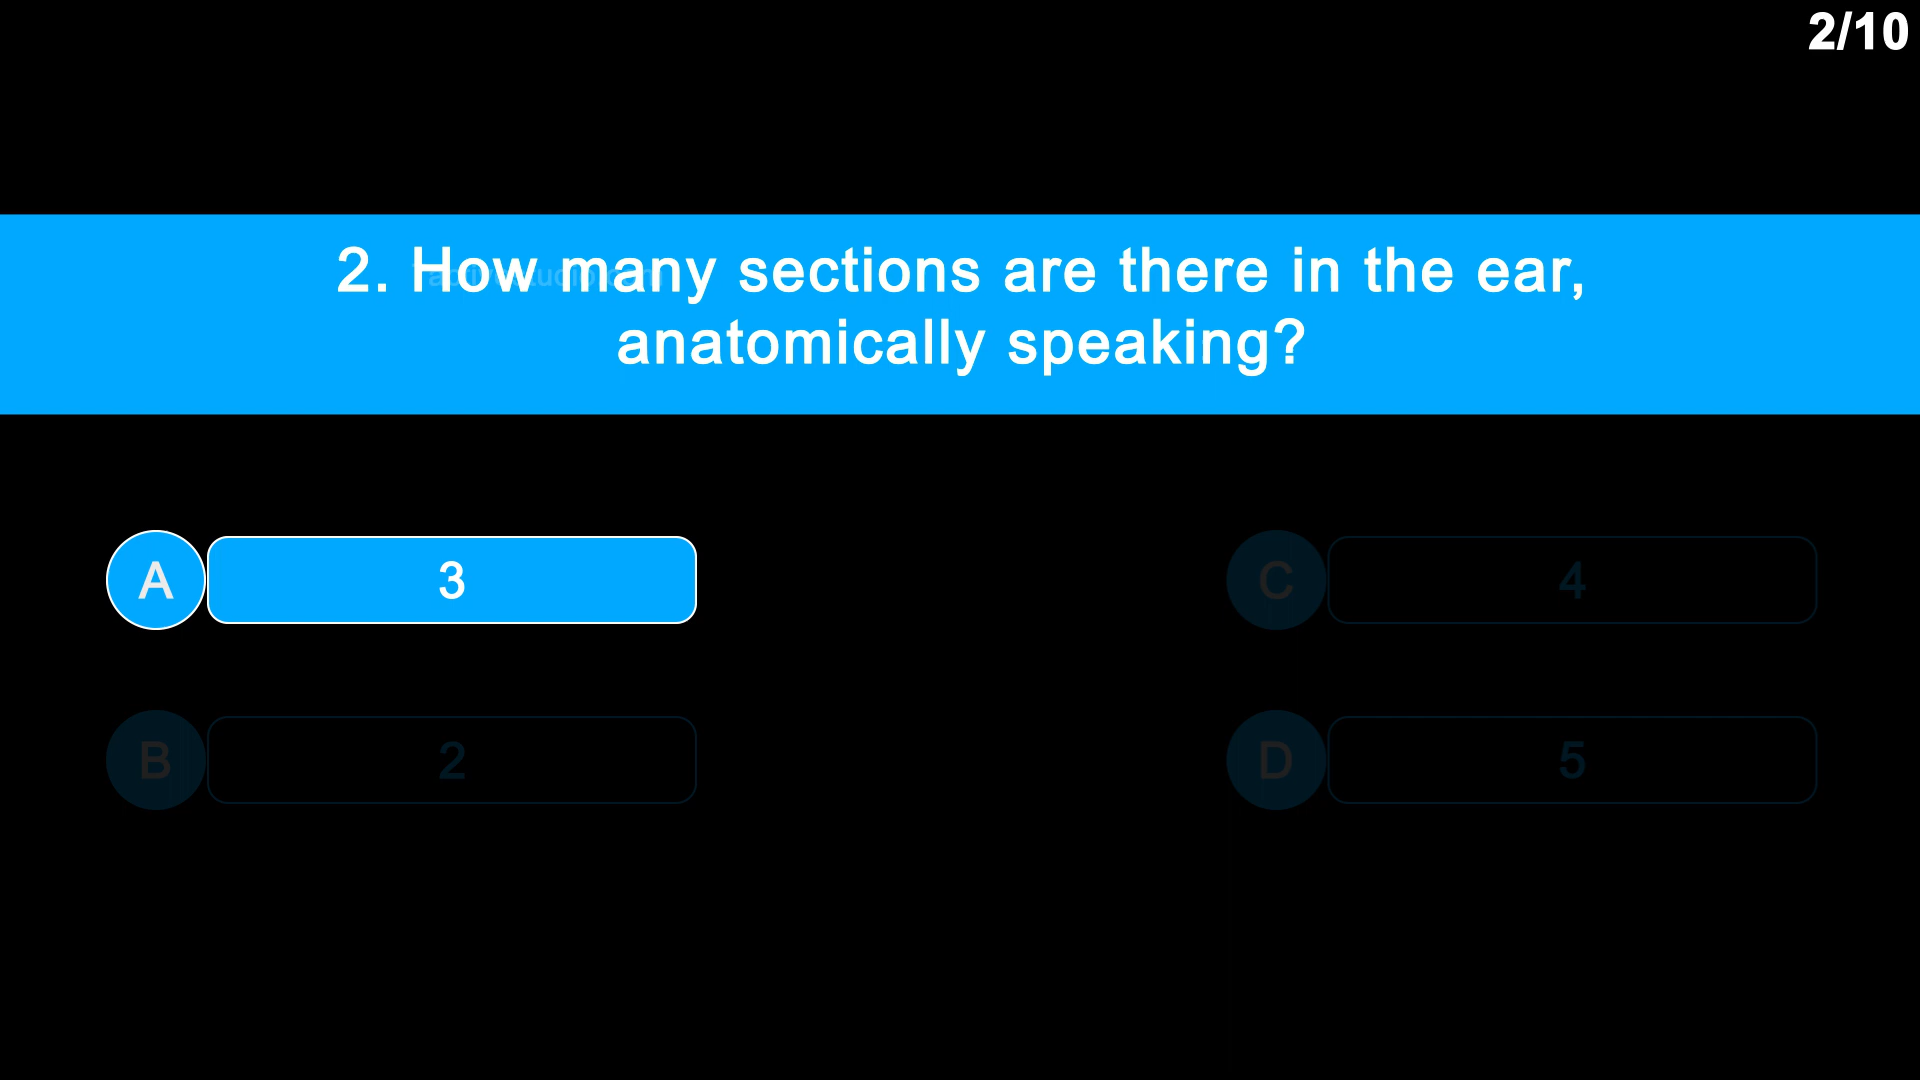 2/10
2. How many sections are there in the ear,
anatomically speaking?
A 3
C 4
B 2
D 5